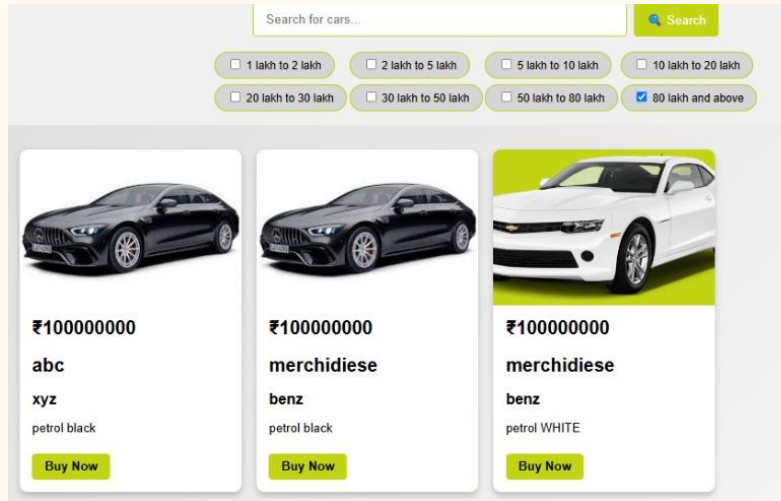 Search for cars...
🔍 Search
1 lakh to 2 lakh
2 lakh to 5 lakh
5 lakh to 10 lakh
10 lakh to 20 lakh
20 lakh to 30 lakh
30 lakh to 50 lakh
50 lakh to 80 lakh
80 lakh and above
₹100000000
abc
xyz
petrol black
Buy Now
₹100000000
merchidiese
benz
petrol black
Buy Now
₹100000000
merchidiese
benz
petrol WHITE
Buy Now